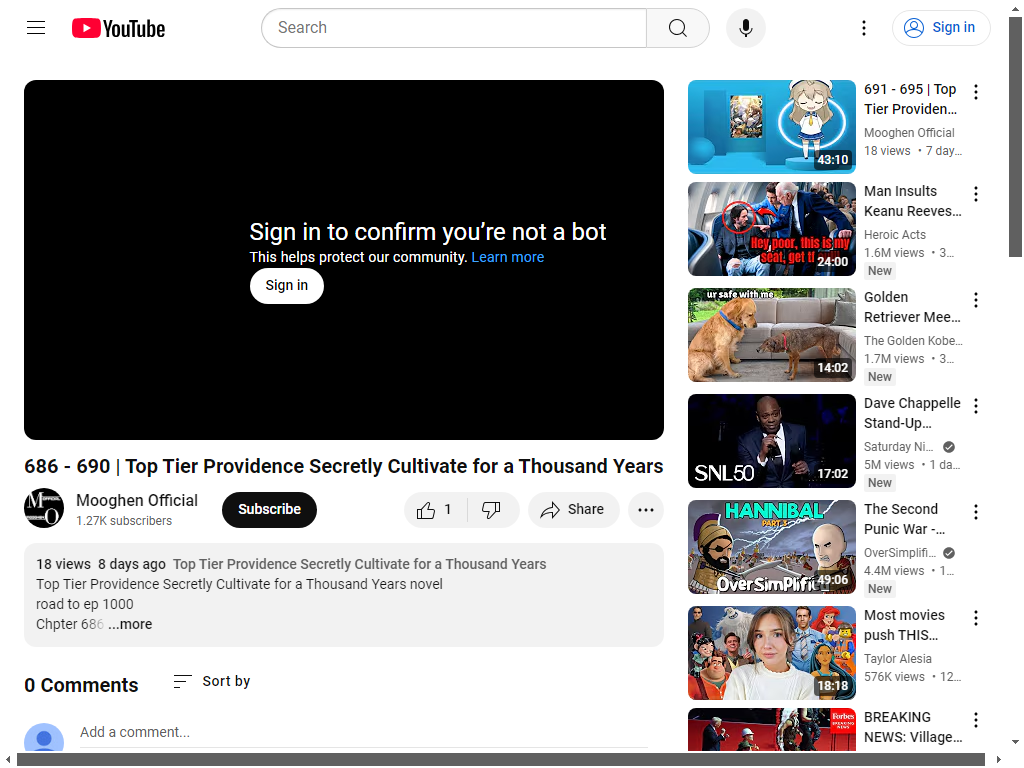 YouTube
Search
Sign in
Sign in to confirm you’re not a bot
This helps protect our community. Learn more
Sign in
686 - 690 | Top Tier Providence Secretly Cultivate for a Thousand Years
Mooghen Official
1.27K subscribers
Subscribe
1
Share
18 views 8 days ago Top Tier Providence Secretly Cultivate for a Thousand Years
Top Tier Providence Secretly Cultivate for a Thousand Years novel
road to ep 1000
Chpter 686 ...more
0 Comments
Sort by
Add a comment...
43:10
691 - 695 | Top
Tier Providen...
Mooghen Official
18 views • 7 day...
Hey poor, this is my
seat, get
24:00
Man Insults
Keanu Reeves...
Heroic Acts
1.6M views • 3...
New
ur safe with me
14:02
Golden
Retriever Mee...
The Golden Kobe...
1.7M views • 3...
New
SNL50
17:02
Dave Chappelle
Stand-Up...
Saturday Ni...
5M views • 1 da...
New
HANNIBAL
PART 3
OverSimplifi
49:06
The Second
Punic War -...
OverSimplifi...
4.4M views • 1...
New
18:18
Most movies
push THIS...
Taylor Alesia
576K views • 12...
Forbes
BREAKING
NEWS
BREAKING
NEWS: Village...